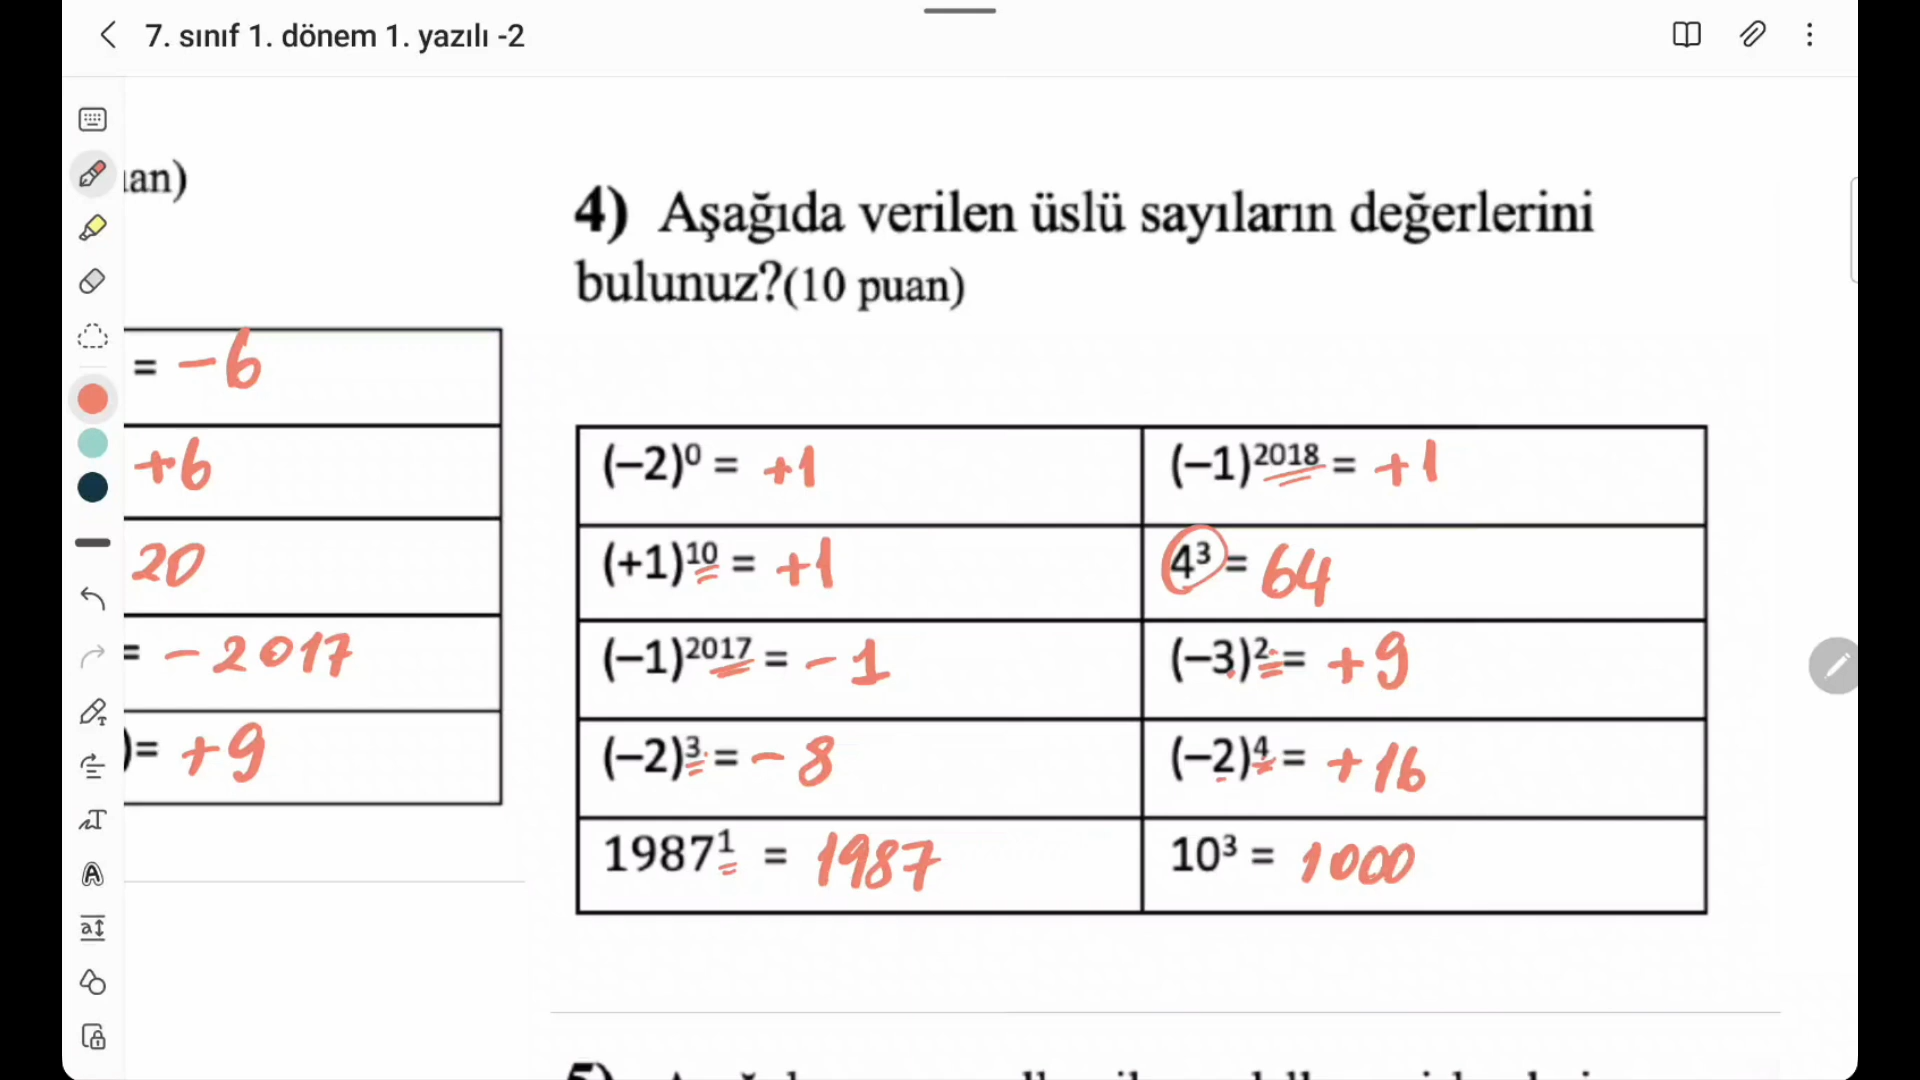 7. sınıf 1. dönem 1. yazılı -2
an)
= -6
+6
20
= -2017
)= +9
4) Aşağıda verilen üslü sayıların değerlerini
bulunuz?(10 puan)
(–2)⁰ = +1
(–1)²⁰¹⁸ = +1
(+1)¹⁰ = +1
4³ = 64
(–1)²⁰¹⁷ = -1
(–3)² = +9
(–2)³ = -8
(–2)⁴ = +16
1987¹ = 1987
10³ = 1000